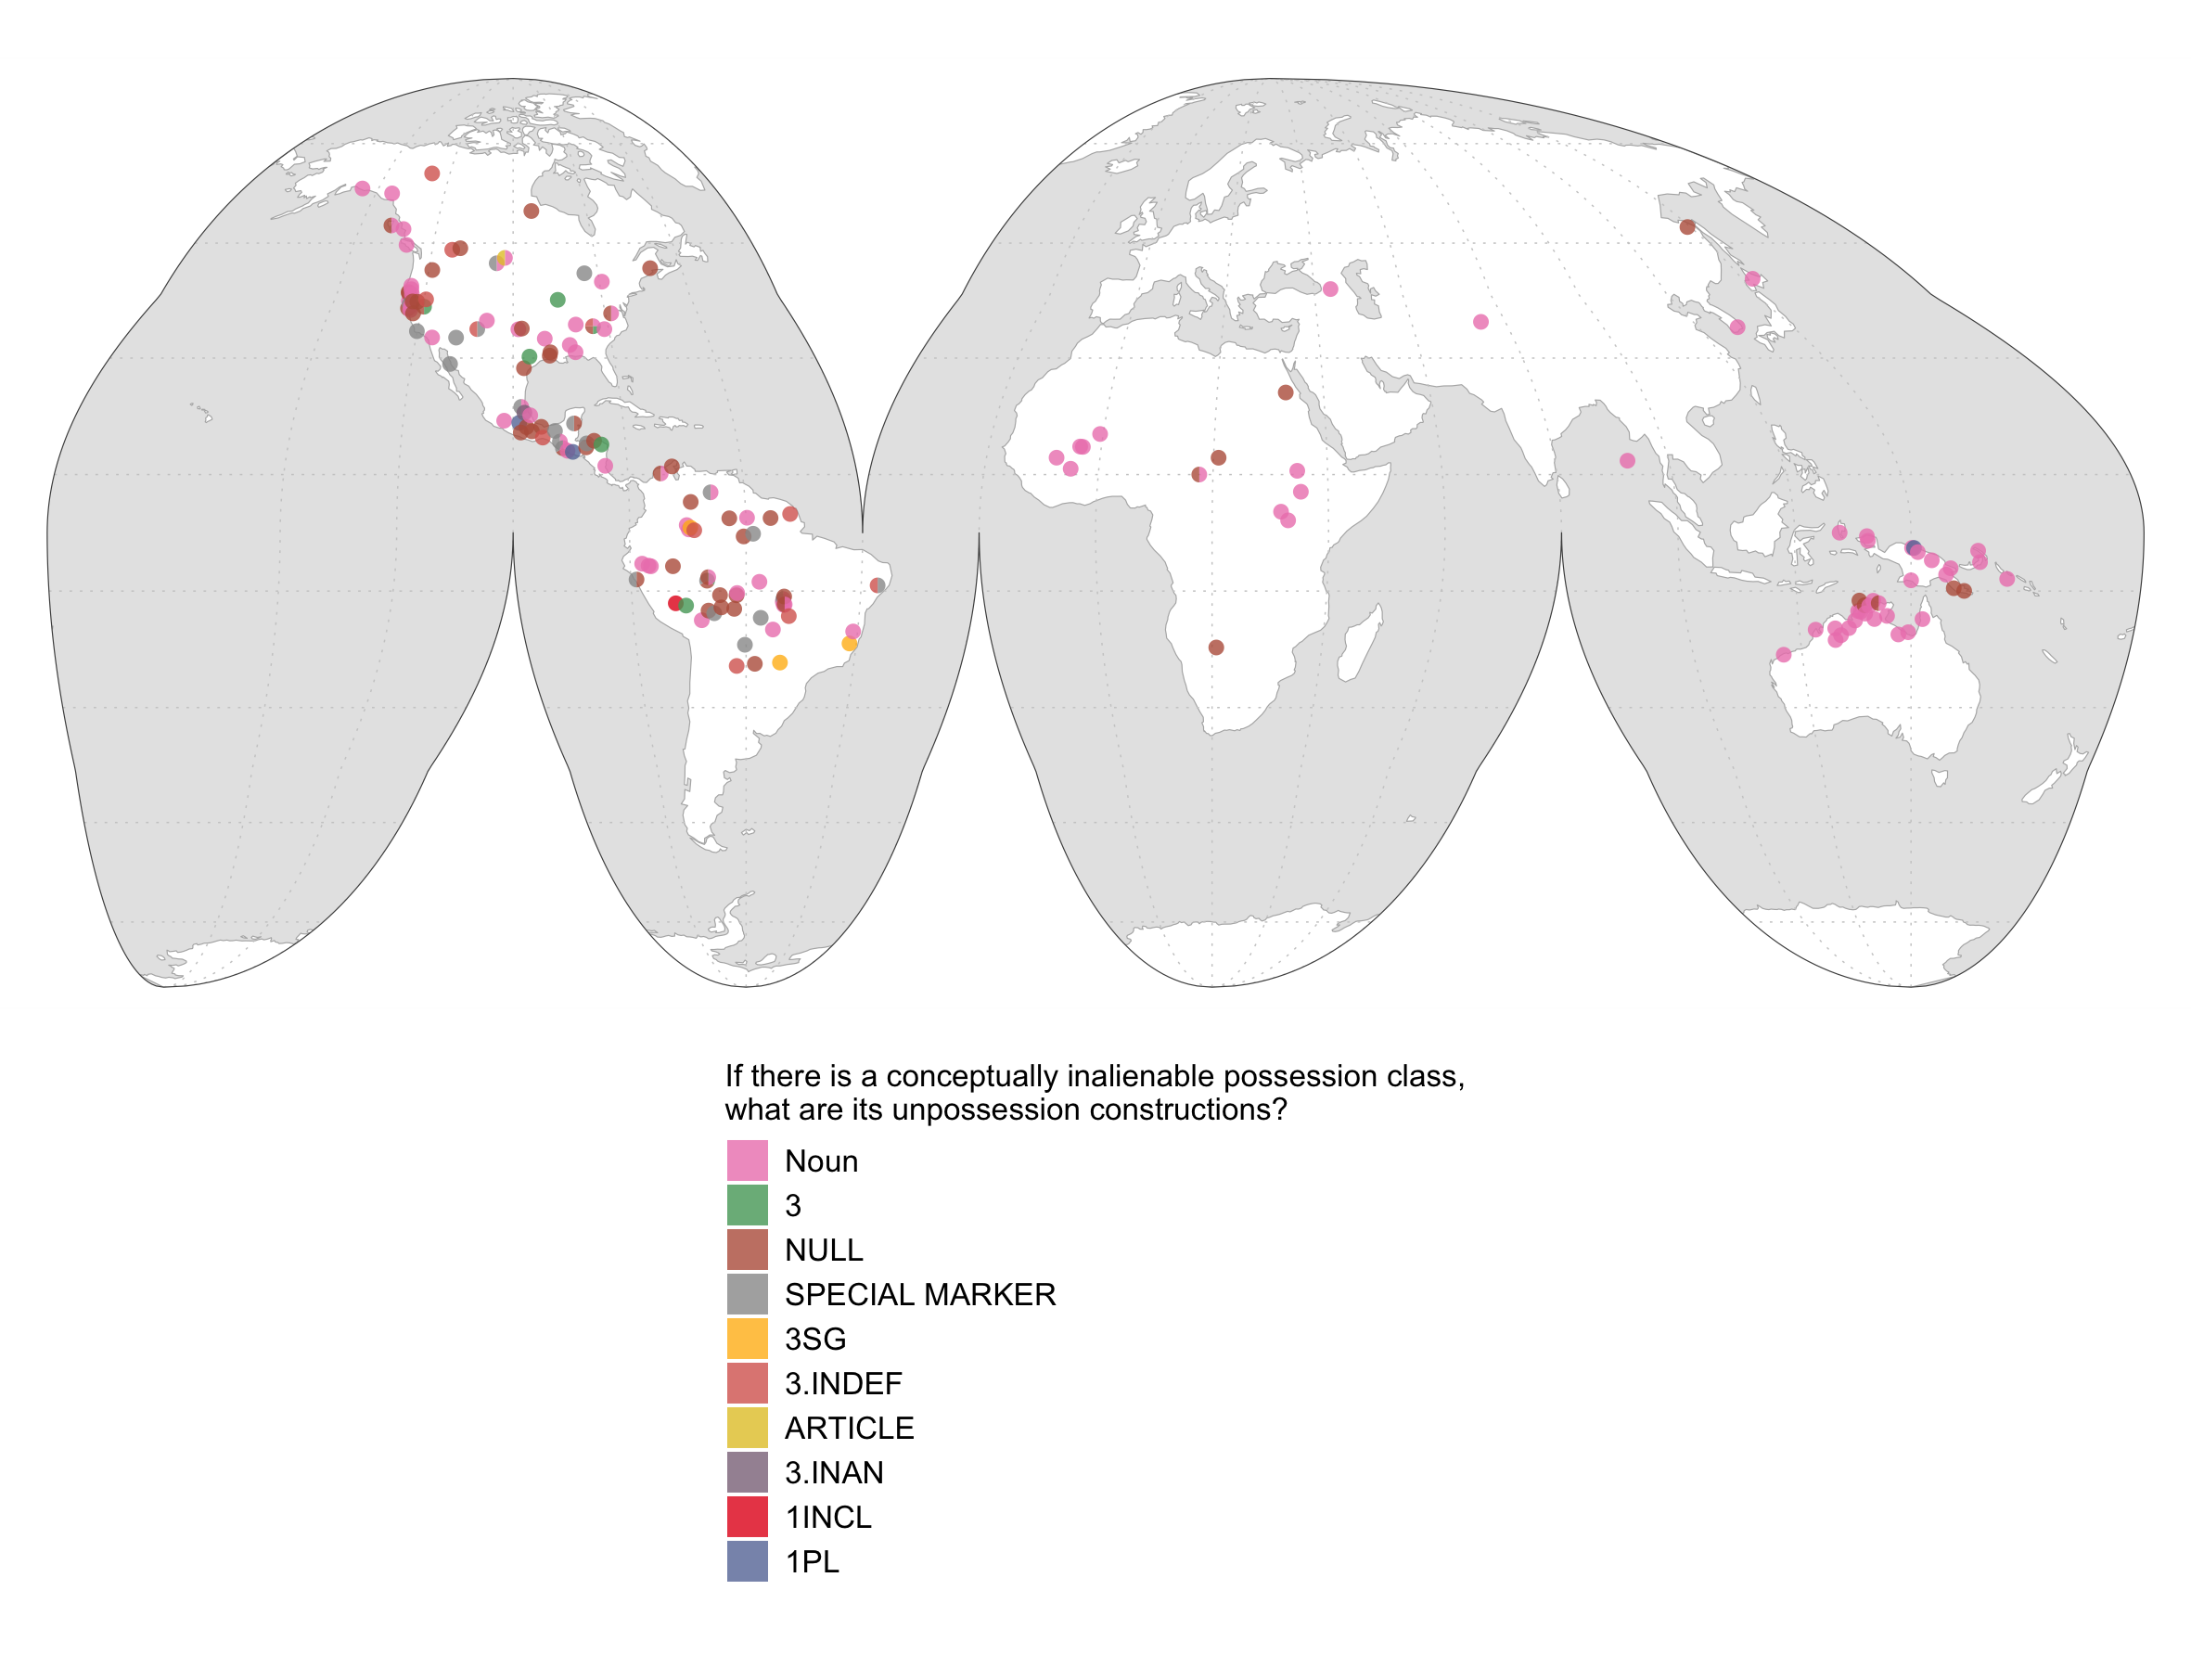 If there is a conceptually inalienable possession class,
what are its unpossession constructions?
Noun
3
NULL
SPECIAL MARKER
3SG
3.INDEF
ARTICLE
3.INAN
1INCL
1PL